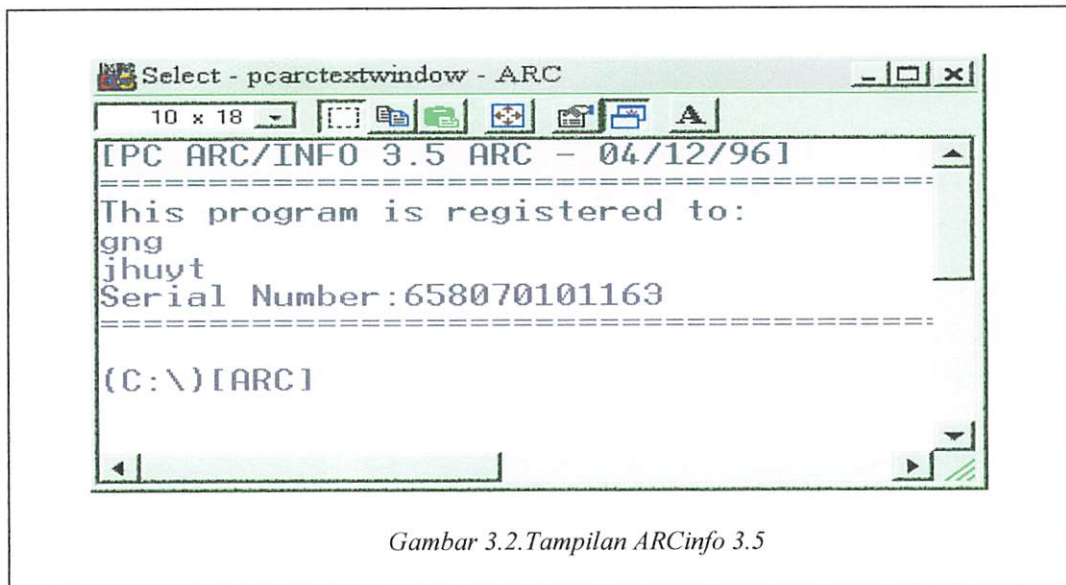 Select - pcarctextwindow - ARC
10 x 18
A
[PC ARC/INFO 3.5 ARC - 04/12/96]
========================================
This program is registered to:
gng
jhuyt
Serial Number:658070101163
========================================
(C:\)[ARC]
Gambar 3.2.Tampilan ARCinfo 3.5